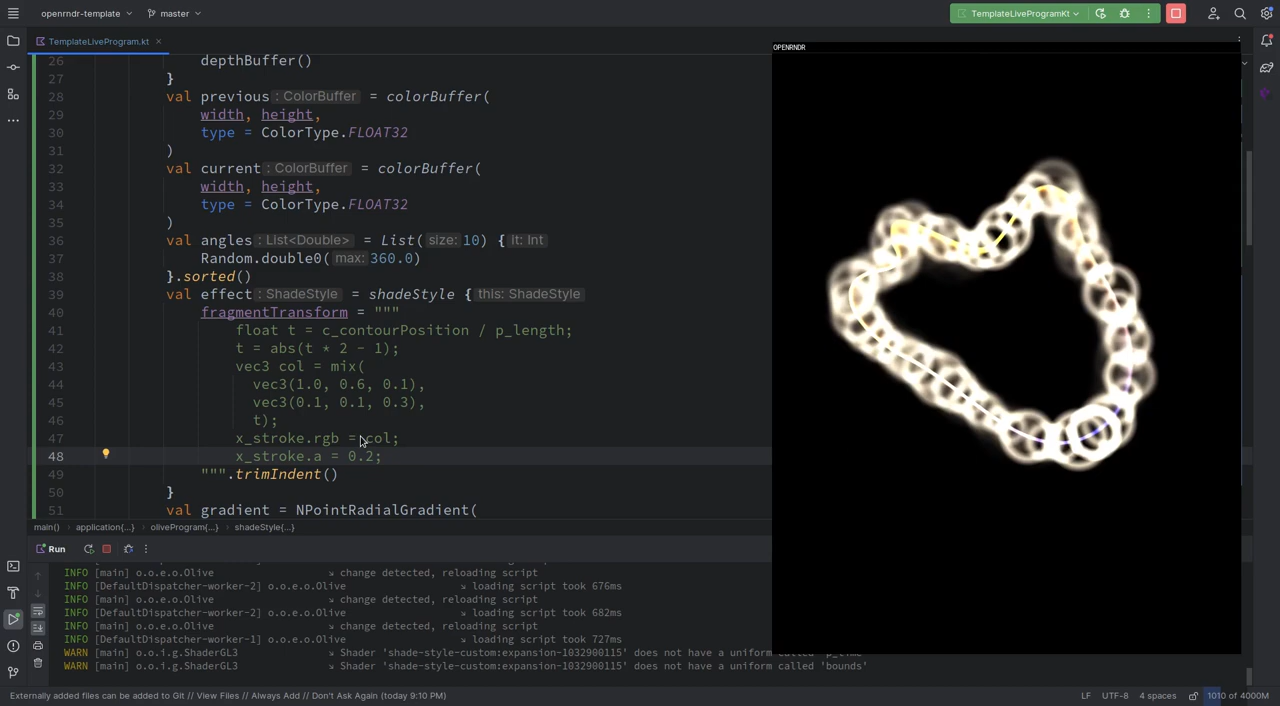 openrndr-template
master
TemplateLiveProgramKt
TemplateLiveProgram.kt
OPENRNDR
26 depthBuffer()
27 }
28 val previous : ColorBuffer = colorBuffer(
29 width, height,
30 type = ColorType.FLOAT32
31 )
32 val current : ColorBuffer = colorBuffer(
33 width, height,
34 type = ColorType.FLOAT32
35 )
36 val angles : List<Double> = List( size: 10) { it: Int
37 Random.double0( max: 360.0)
38 }.sorted()
39 val effect : ShadeStyle = shadeStyle { this: ShadeStyle
40 fragmentTransform = """
41 float t = c_contourPosition / p_length;
42 t = abs(t * 2 - 1);
43 vec3 col = mix(
44 vec3(1.0, 0.6, 0.1),
45 vec3(0.1, 0.1, 0.3),
46 t);
47 x_stroke.rgb = col;
48 x_stroke.a = 0.2;
49 """.trimIndent()
50 }
51 val gradient = NPointRadialGradient(
main() application{...} oliveProgram{...} shadeStyle{...}
Run
INFO [main] o.o.e.o.Olive ↘ change detected, reloading script
INFO [DefaultDispatcher-worker-2] o.o.e.o.Olive ↘ loading script took 676ms
INFO [main] o.o.e.o.Olive ↘ change detected, reloading script
INFO [DefaultDispatcher-worker-2] o.o.e.o.Olive ↘ loading script took 682ms
INFO [main] o.o.e.o.Olive ↘ change detected, reloading script
INFO [DefaultDispatcher-worker-1] o.o.e.o.Olive ↘ loading script took 727ms
WARN [main] o.o.i.g.ShaderGL3 ↘ Shader 'shade-style-custom:expansion-1032900115' does not have a uniform called
WARN [main] o.o.i.g.ShaderGL3 ↘ Shader 'shade-style-custom:expansion-1032900115' does not have a uniform called 'bounds'
Externally added files can be added to Git // View Files // Always Add // Don't Ask Again (today 9:10 PM)
LF UTF-8 4 spaces 1010 of 4000M